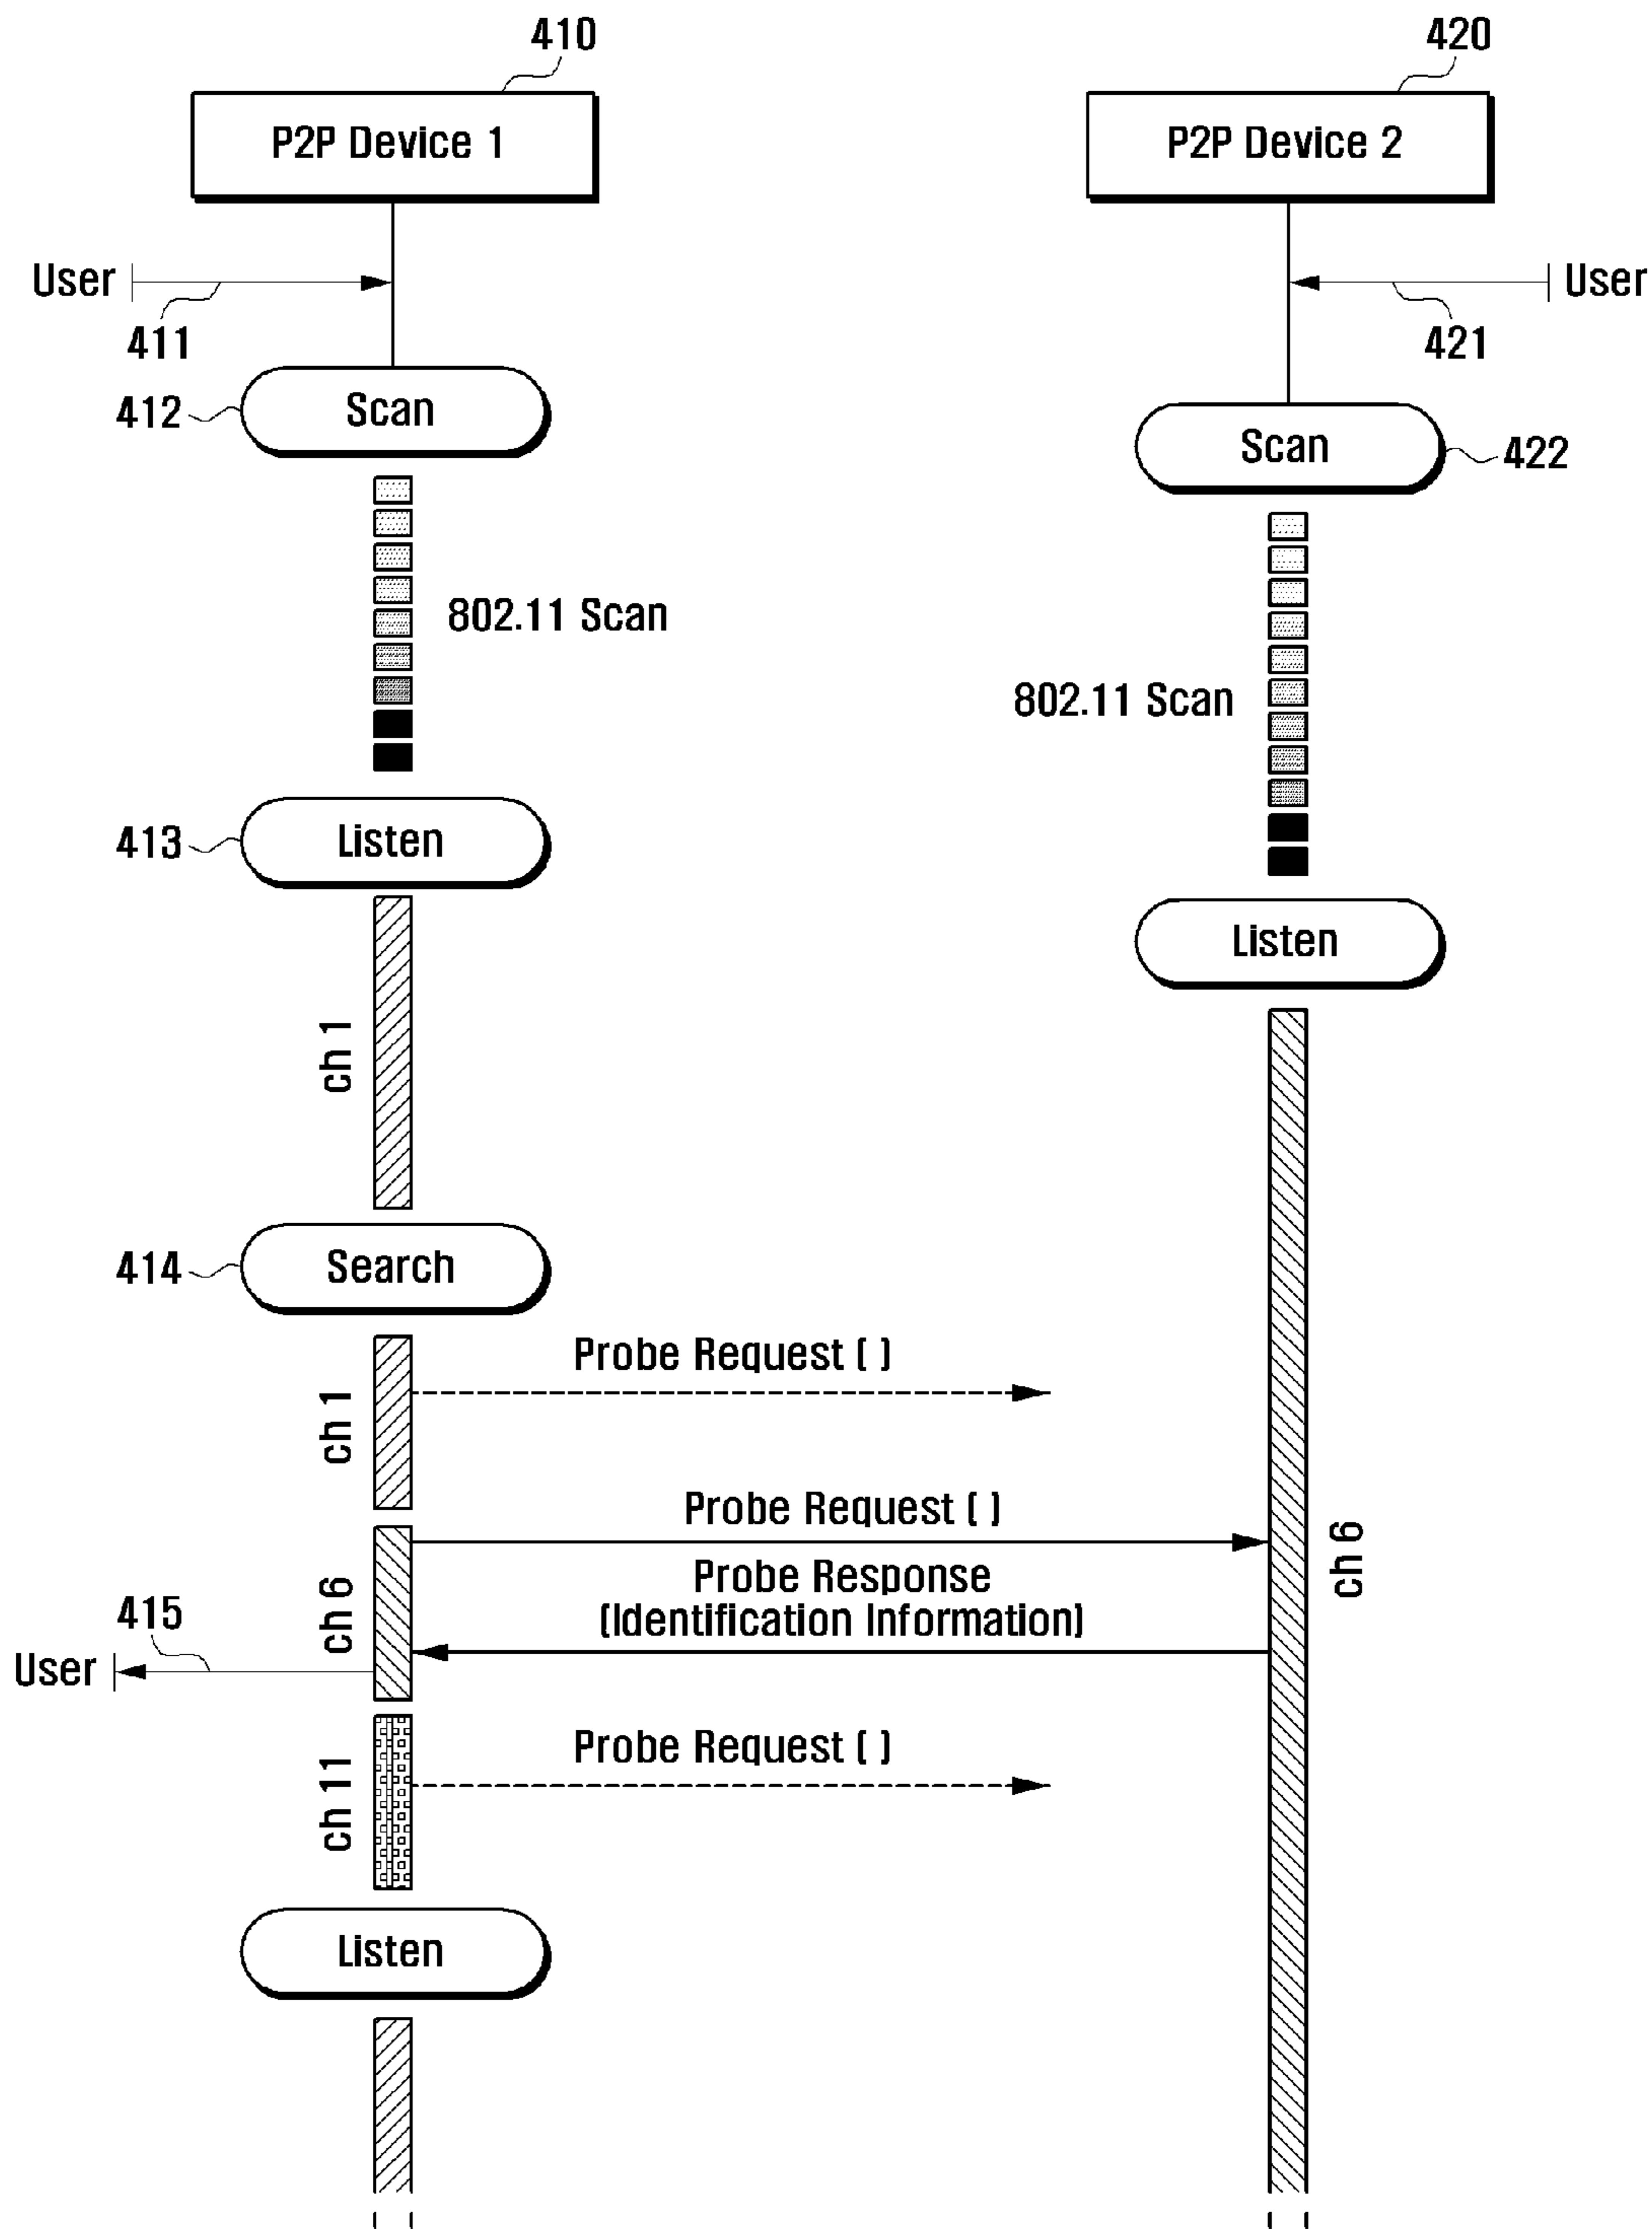 410
420
P2P Device 1
P2P Device 2
User
User
411
421
412
Scan
Scan
422
802.11 Scan
802.11 Scan
413
Listen
Listen
ch 1
414
Search
Probe Request ( )
ch 1
Probe Request ( )
ch 6
Probe Response
(Identification Information)
ch 6
415
User
Probe Request ( )
ch 11
Listen